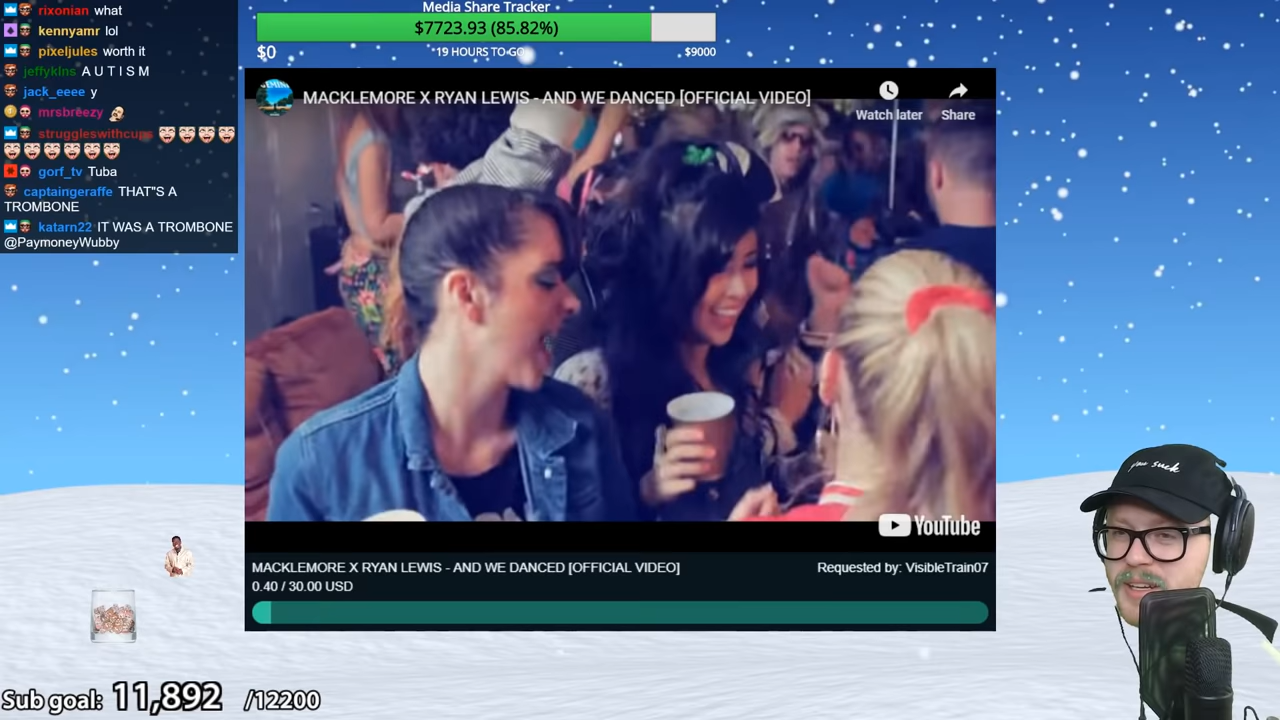 rixonian what
kennyamr lol
pixeljules worth it
jeffyklns A U T I S M
jack_eeee y
mrsbreezy
struggleswithcups
gorf_tv Tuba
captaingeraffe THAT"S A
TROMBONE
katarn22 IT WAS A TROMBONE
@PaymoneyWubby
Media Share Tracker
$7723.93 (85.82%)
$0
19 HOURS TO GO
$9000
MACKLEMORE X RYAN LEWIS - AND WE DANCED [OFFICIAL VIDEO]
Watch later
Share
YouTube
MACKLEMORE X RYAN LEWIS - AND WE DANCED [OFFICIAL VIDEO]
Requested by: VisibleTrain07
0.40 / 30.00 USD
you suck
Sub goal: 11,892 /12200